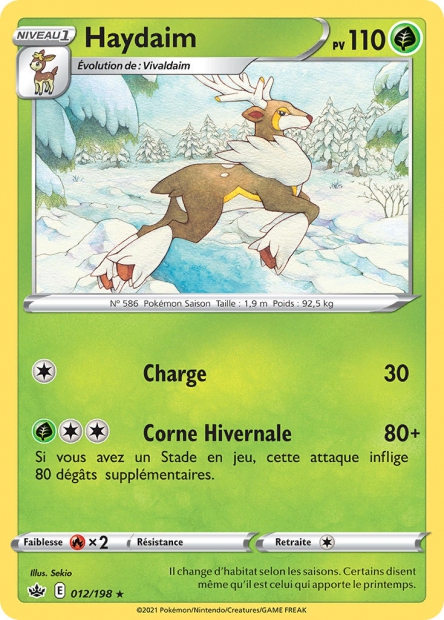 NIVEAU 1
Haydaim
PV 110
Évolution de : Vivaldaim
N° 586 Pokémon Saison Taille : 1,9 m Poids : 92,5 kg
Charge 30
Corne Hivernale 80+
Si vous avez un Stade en jeu, cette attaque inflige
80 dégâts supplémentaires.
Faiblesse ×2 Résistance Retraite
Illus. Sekio
Il change d'habitat selon les saisons. Certains disent
même qu'il est celui qui apporte le printemps.
E 012/198 ★
©2021 Pokémon/Nintendo/Creatures/GAME FREAK